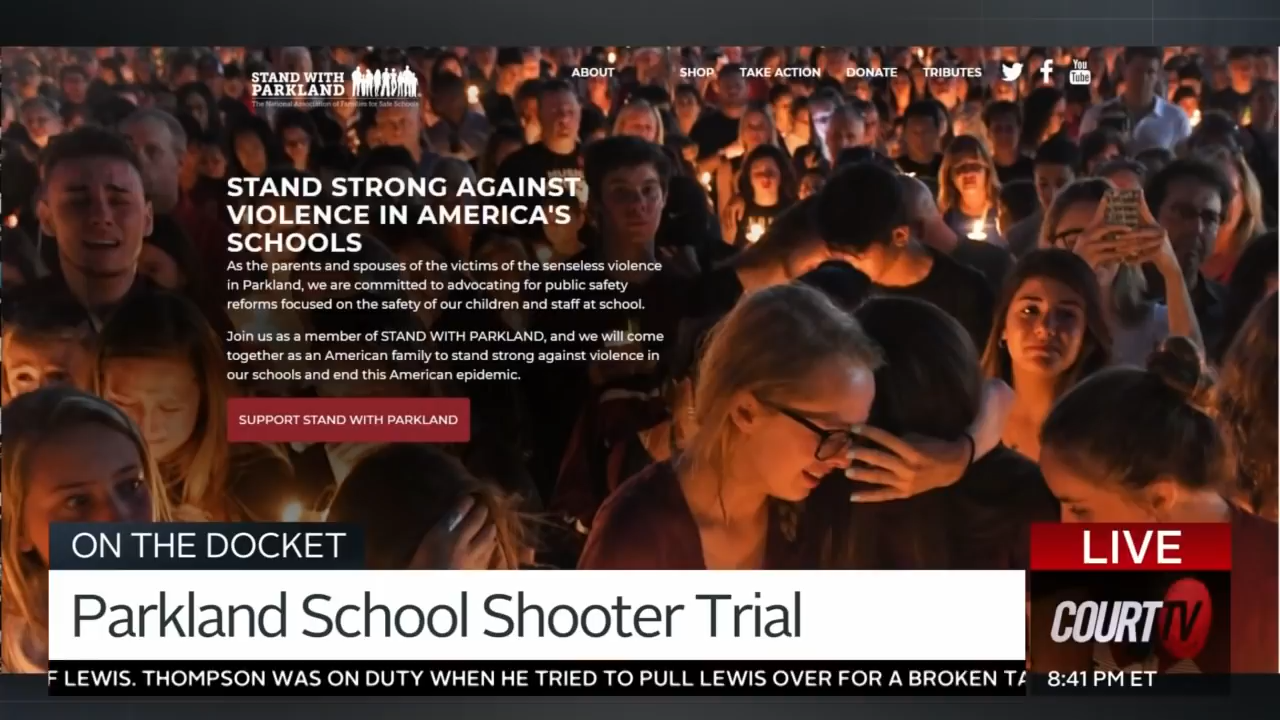 STAND WITH
PARKLAND
The National Association of Families for Safe Schools
ABOUT SHOP TAKE ACTION DONATE TRIBUTES You Tube
STAND STRONG AGAINST
VIOLENCE IN AMERICA'S
SCHOOLS
As the parents and spouses of the victims of the senseless violence
in Parkland, we are committed to advocating for public safety
reforms focused on the safety of our children and staff at school.
Join us as a member of STAND WITH PARKLAND, and we will come
together as an American family to stand strong against violence in
our schools and end this American epidemic.
SUPPORT STAND WITH PARKLAND
ON THE DOCKET
LIVE
Parkland School Shooter Trial
COURT TV
F LEWIS. THOMPSON WAS ON DUTY WHEN HE TRIED TO PULL LEWIS OVER FOR A BROKEN TA
8:41 PM ET